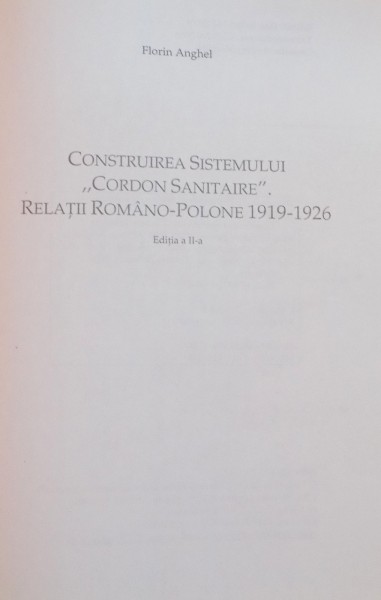 Florin Anghel
CONSTRUIREA SISTEMULUI
,,CORDON SANITAIRE”.
RELAȚII ROMÂNO-POLONE 1919-1926
Ediția a II-a